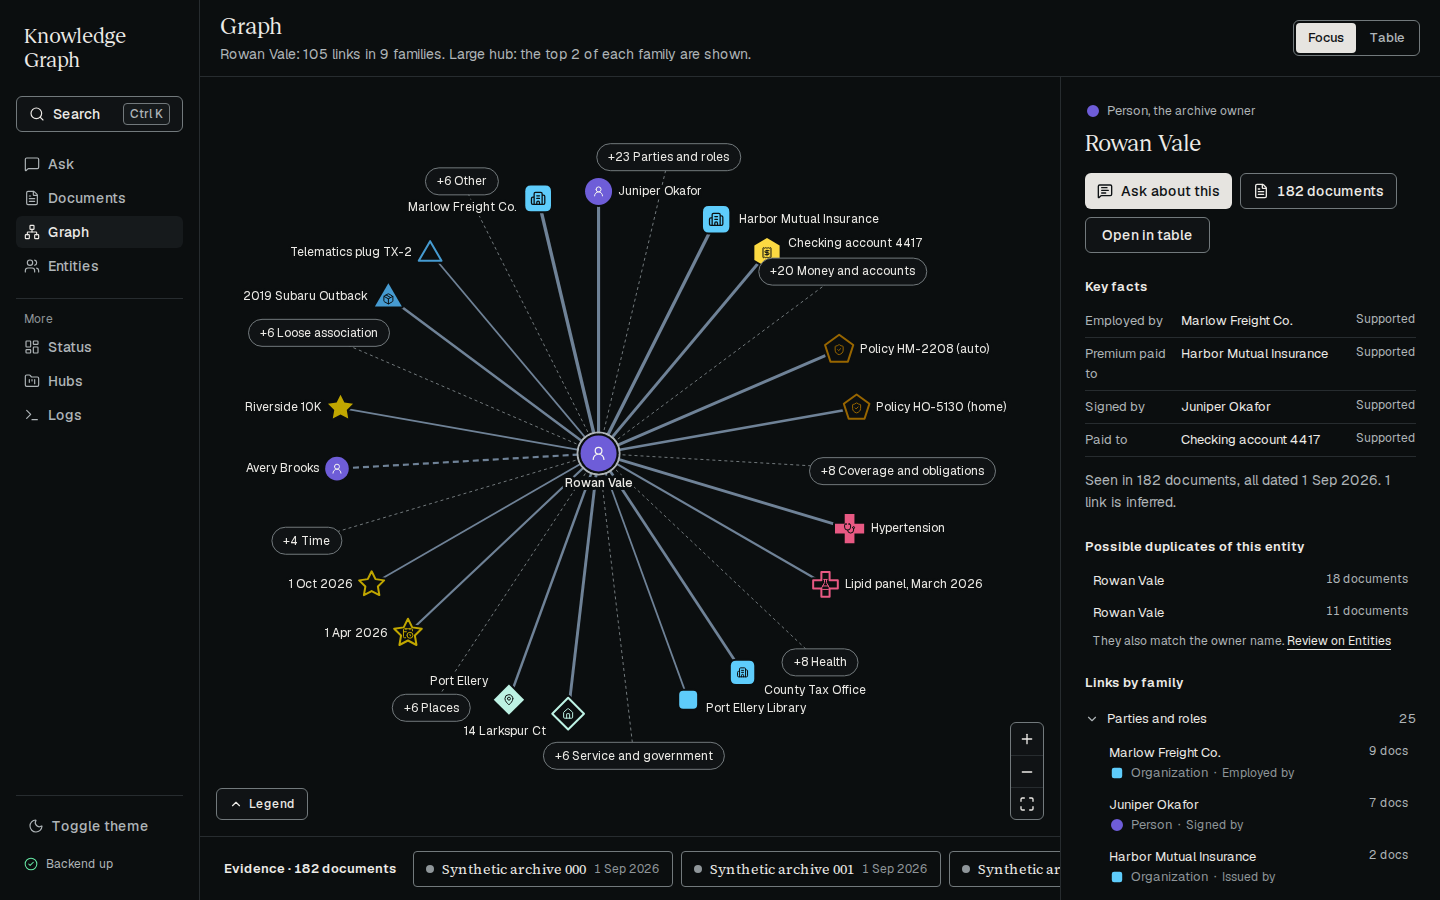 Knowledge
Graph
Search Ctrl K
Ask
Documents
Graph
Entities
More
Status
Hubs
Logs
Toggle theme
Backend up
Graph
Rowan Vale: 105 links in 9 families. Large hub: the top 2 of each family are shown.
Focus Table
+23 Parties and roles
+6 Other
Juniper Okafor
Marlow Freight Co.
Harbor Mutual Insurance
Checking account 4417
Telematics plug TX-2
+20 Money and accounts
2019 Subaru Outback
+6 Loose association
Policy HM-2208 (auto)
Riverside 10K
Policy HO-5130 (home)
Avery Brooks
+8 Coverage and obligations
Rowan Vale
Hypertension
+4 Time
1 Oct 2026
Lipid panel, March 2026
1 Apr 2026
+8 Health
Port Ellery
County Tax Office
+6 Places
Port Ellery Library
14 Larkspur Ct
+6 Service and government
Legend
Evidence · 182 documents
Synthetic archive 000 1 Sep 2026
Synthetic archive 001 1 Sep 2026
Synthetic ar
Person, the archive owner
Rowan Vale
Ask about this
182 documents
Open in table
Key facts
Employed by Marlow Freight Co. Supported
Premium paid Harbor Mutual Insurance Supported
to
Signed by Juniper Okafor Supported
Paid to Checking account 4417 Supported
Seen in 182 documents, all dated 1 Sep 2026. 1
link is inferred.
Possible duplicates of this entity
Rowan Vale 18 documents
Rowan Vale 11 documents
They also match the owner name. Review on Entities
Links by family
Parties and roles 25
Marlow Freight Co. 9 docs
Organization · Employed by
Juniper Okafor 7 docs
Person · Signed by
Harbor Mutual Insurance 2 docs
Organization · Issued by